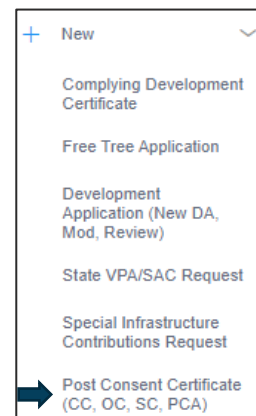 + New
Complying Development
Certificate
Free Tree Application
Development
Application (New DA,
Mod, Review)
State VPA/SAC Request
Special Infrastructure
Contributions Request
Post Consent Certificate
(CC, OC, SC, PCA)